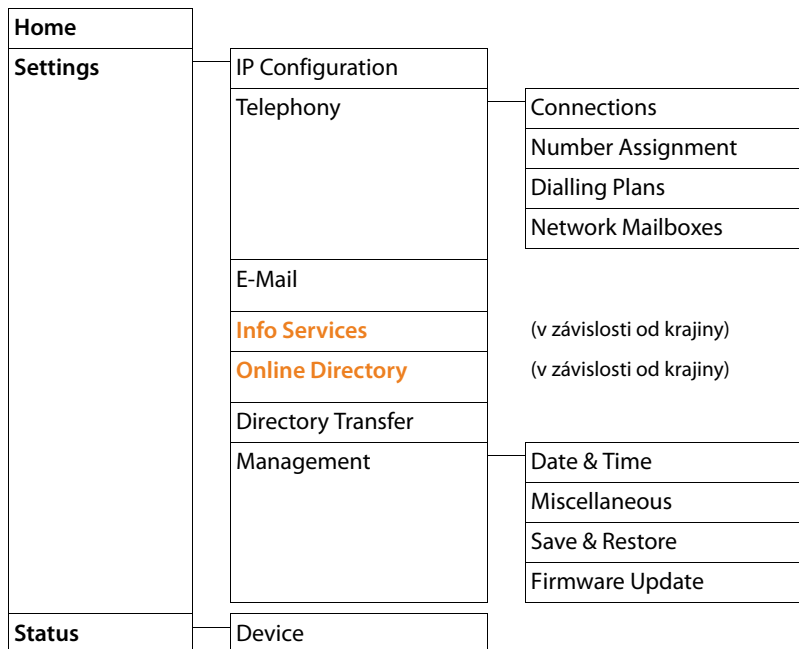 Home
Settings
IP Configuration
Telephony
Connections
Number Assignment
Dialling Plans
Network Mailboxes
E-Mail
Info Services
(v závislosti od krajiny)
Online Directory
(v závislosti od krajiny)
Directory Transfer
Management
Date & Time
Miscellaneous
Save & Restore
Firmware Update
Status
Device